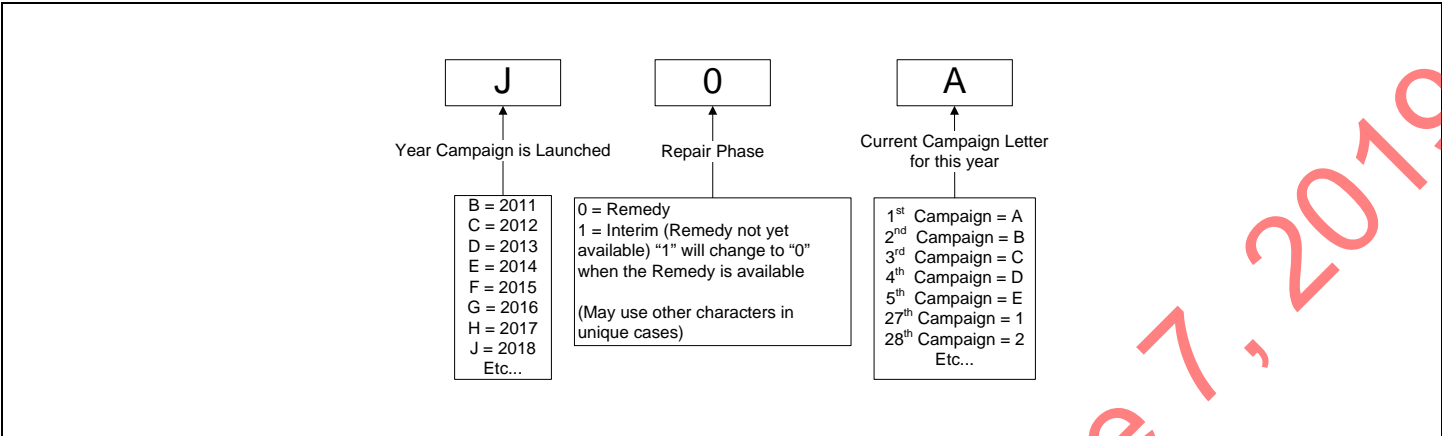 J
0
A
Year Campaign is Launched
Repair Phase
Current Campaign Letter
for this year
B = 2011
C = 2012
D = 2013
E = 2014
F = 2015
G = 2016
H = 2017
J = 2018
Etc...
0 = Remedy
1 = Interim (Remedy not yet
available) “1” will change to “0”
when the Remedy is available
(May use other characters in
unique cases)
1st Campaign = A
2nd Campaign = B
3rd Campaign = C
4th Campaign = D
5th Campaign = E
27th Campaign = 1
28th Campaign = 2
Etc...
e 7, 2019